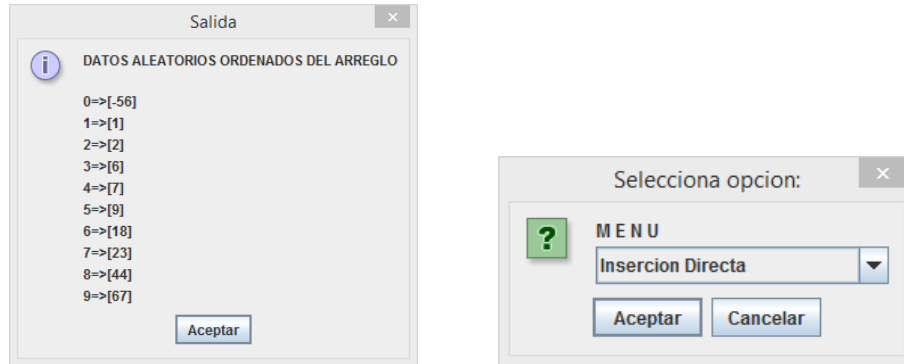 Salida
DATOS ALEATORIOS ORDENADOS DEL ARREGLO
0=>[-56]
1=>[1]
2=>[2]
3=>[6]
4=>[7]
5=>[9]
6=>[18]
7=>[23]
8=>[44]
9=>[67]
Aceptar
Selecciona opcion:
M E N U
Insercion Directa
Aceptar Cancelar